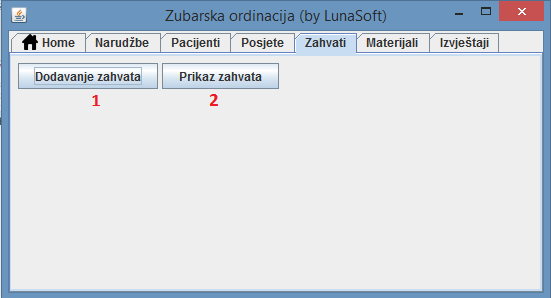 Zubarska ordinacija (by LunaSoft)
Home Narudžbe Pacijenti Posjete Zahvati Materijali Izvještaji
Dodavanje zahvata Prikaz zahvata
1 2